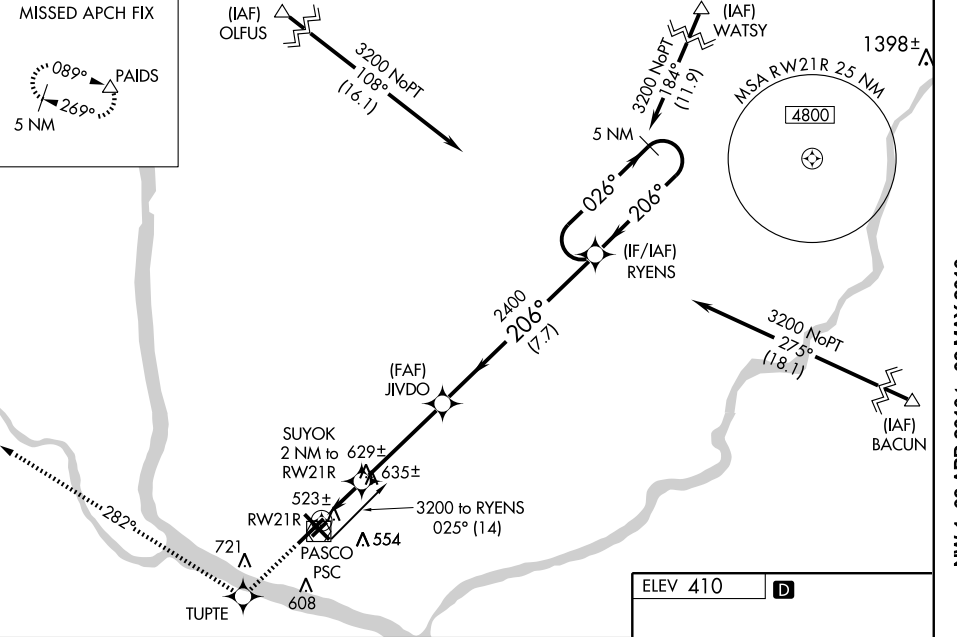 MISSED APCH FIX
089°
PAIDS
269°
5 NM
(IAF)
OLFUS
3200 NoPT
108°
(16.1)
(IAF)
WATSY
3200 NoPT
184°
(11.9)
1398±
MSA RW21R 25 NM
4800
5 NM
026°
206°
(IF/IAF)
RYENS
2400
206°
(7.7)
3200 NoPT
275°
(18.1)
(IAF)
BACUN
(FAF)
JIVDO
SUYOK
2 NM to
RW21R
629±
635±
523±
RW21R
3200 to RYENS
025° (14)
554
PASCO
PSC
282°
721
608
TUPTE
ELEV 410
D